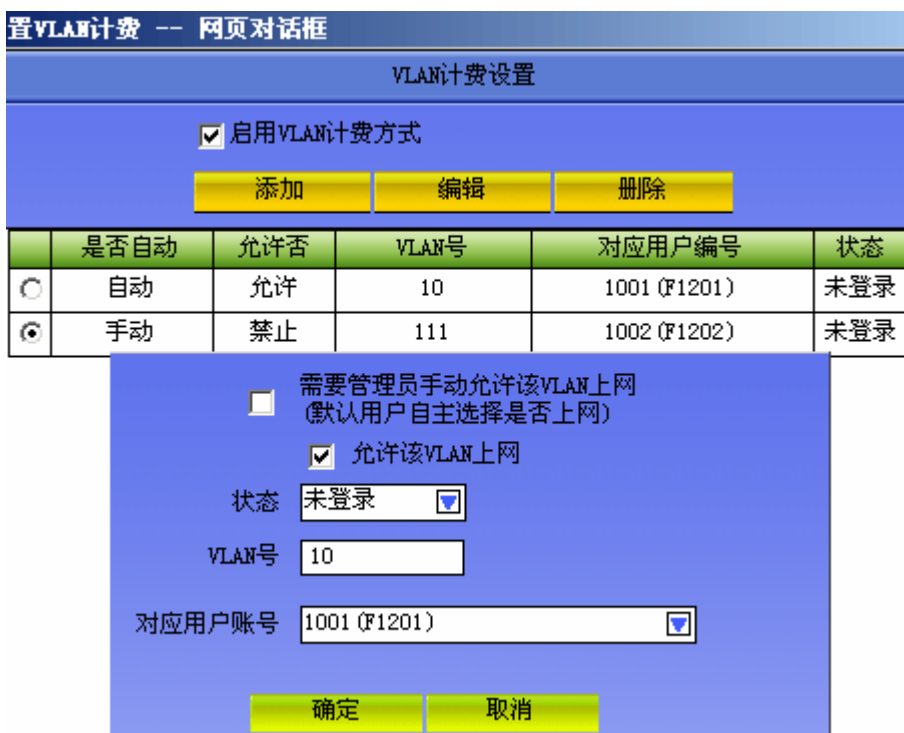 置VLAN计费 -- 网页对话框
VLAN计费设置
启用VLAN计费方式
添加 编辑 删除
是否自动 允许否 VLAN号 对应用户编号 状态
自动 允许 10 1001(F1201) 未登录
手动 禁止 111 1002(F1202) 未登录
需要管理员手动允许该VLAN上网
(默认用户自主选择是否上网)
允许该VLAN上网
状态 未登录
VLAN号 10
对应用户账号 1001(F1201)
确定 取消